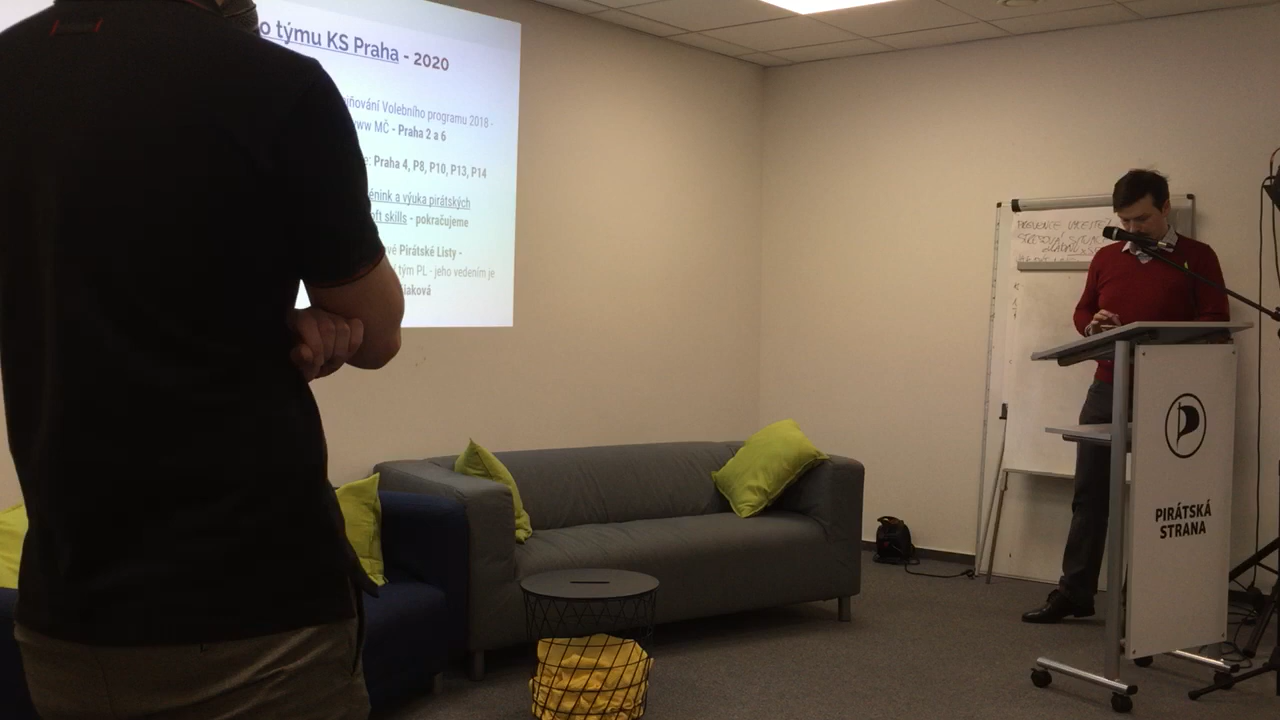 o týmu KS Praha - 2020
ňování Volebního programu 2018 -
ww MČ - Praha 2 a 6
e: Praha 4, P8, P10, P13, P14
énink a výuka pirátských
oft skills - pokračujeme
vé Pirátské Listy -
í tým PL - jeho vedením je
iaková
PIRÁTSKÁ
STRANA